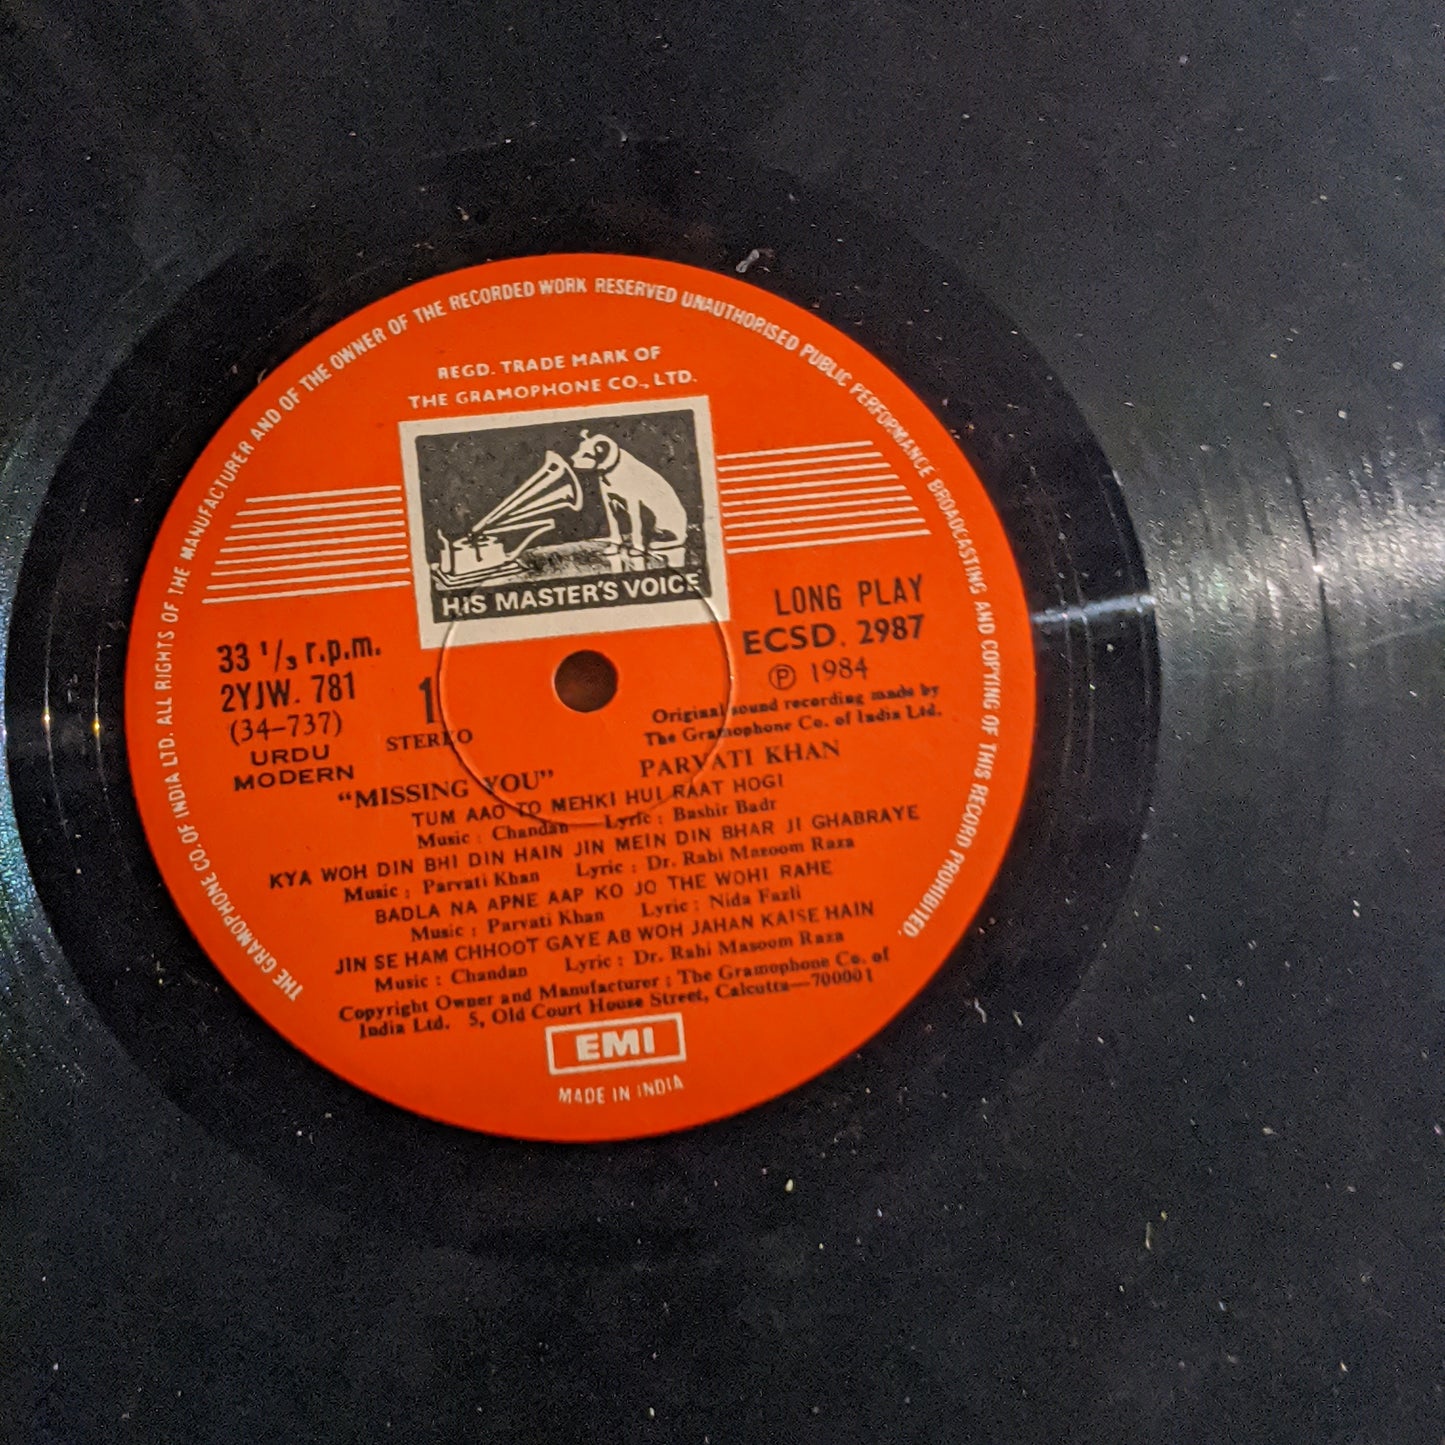 THE GRAMOPHONE CO. OF INDIA LTD. ALL RIGHTS OF THE MANUFACTURER AND OF THE OWNER OF THE RECORDED WORK RESERVED UNAUTHORISED PUBLIC PERFORMANCE BROADCASTING AND COPYING OF THIS RECORD PROHIBITED.
REGD. TRADE MARK OF
THE GRAMOPHONE CO., LTD.
HIS MASTER'S VOICE
LONG PLAY
ECSD. 2987
Ⓟ 1984
33 1/3 r.p.m.
2YJW. 781
(34-737)
URDU
MODERN
1
STEREO
Original sound recording made by
The Gramophone Co. of India Ltd.
"MISSING YOU" PARVATI KHAN
TUM AAO TO MEHKI HUI RAAT HOGI
Music : Chandan Lyric : Bashir Badr
KYA WOH DIN BHI DIN HAIN JIN MEIN DIN BHAR JI GHABRAYE
Music : Parvati Khan Lyric : Dr. Rahi Mazoom Raza
BADLA NA APNE AAP KO JO THE WOHI RAHE
Music : Parvati Khan Lyric : Nida Fazli
JIN SE HAM CHHOOT GAYE AB WOH JAHAN KAISE HAIN
Music : Chandan Lyric : Dr. Rahi Masoom Raza
Copyright Owner and Manufacturer : The Gramophone Co. of
India Ltd. 5, Old Court House Street, Calcutta—700001
EMI
MADE IN INDIA